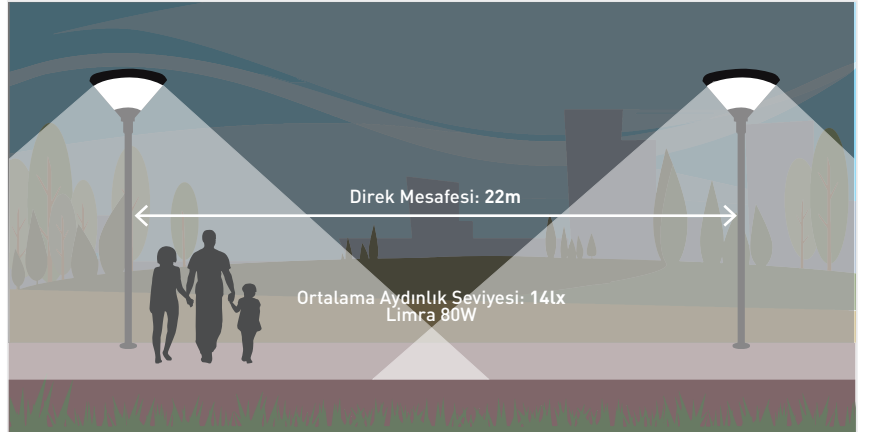 Direk Mesafesi: 22m
Ortalama Aydınlık Seviyesi: 14lx
Limra 80W